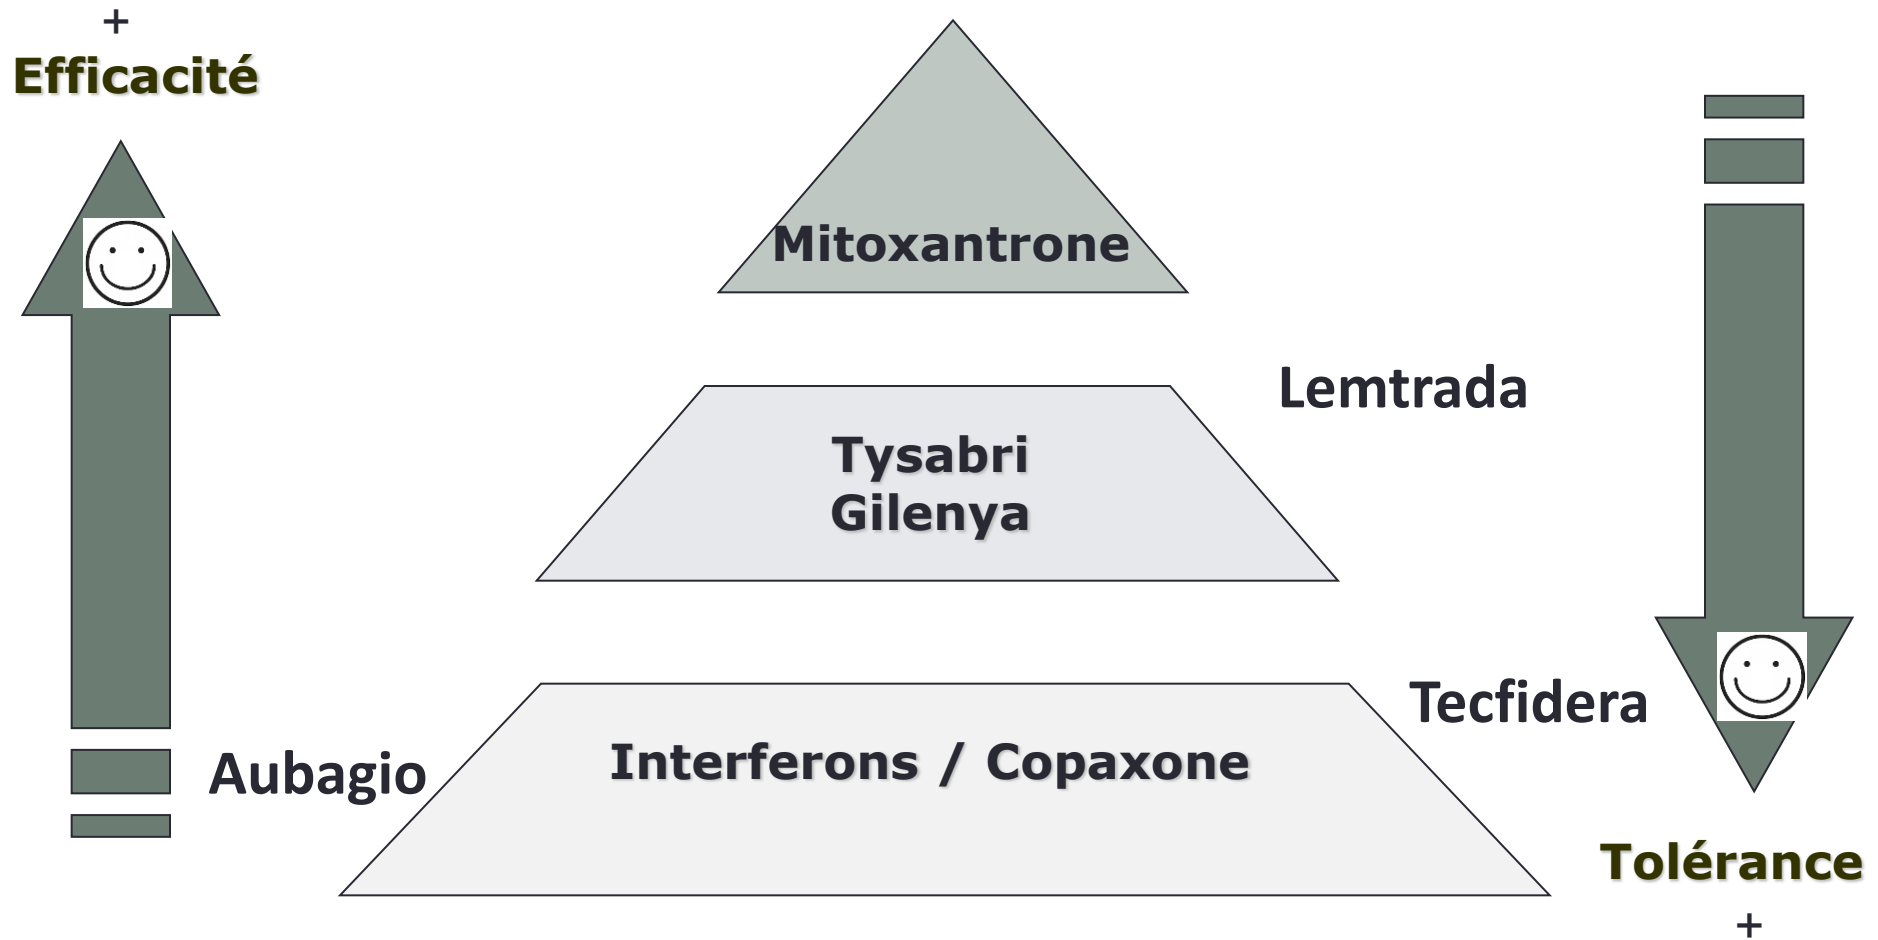 +
Efficacité
Mitoxantrone
Lemtrada
Tysabri
Gilenya
Tecfidera
Aubagio
Interferons / Copaxone
Tolérance
+